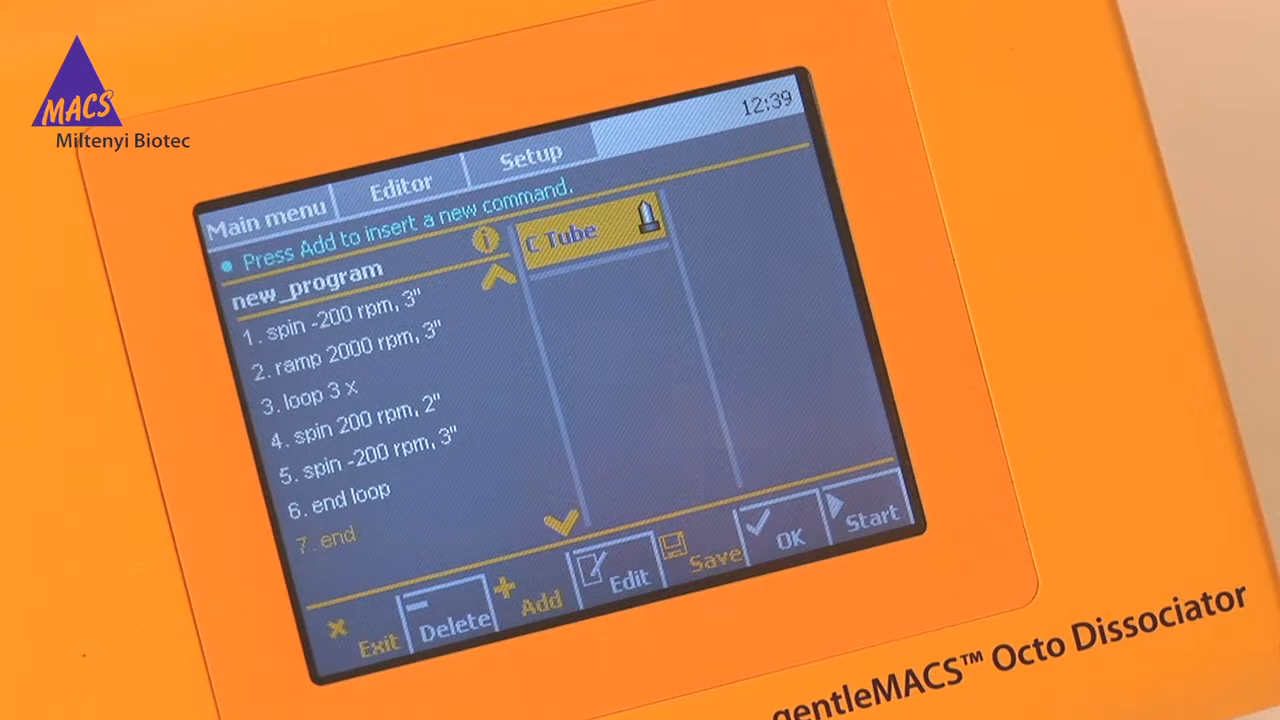 MACS
Miltenyi Biotec
12:39
Main menu Editor Setup
Press Add to insert a new command.
new_program
C Tube
1. spin -200 rpm, 3"
2. ramp 2000 rpm, 3"
3. loop 3 x
4. spin 200 rpm, 2"
5. spin -200 rpm, 3"
6. end loop
7. end
Exit Delete Add Edit Save OK Start
gentleMACS™ Octo Dissociator